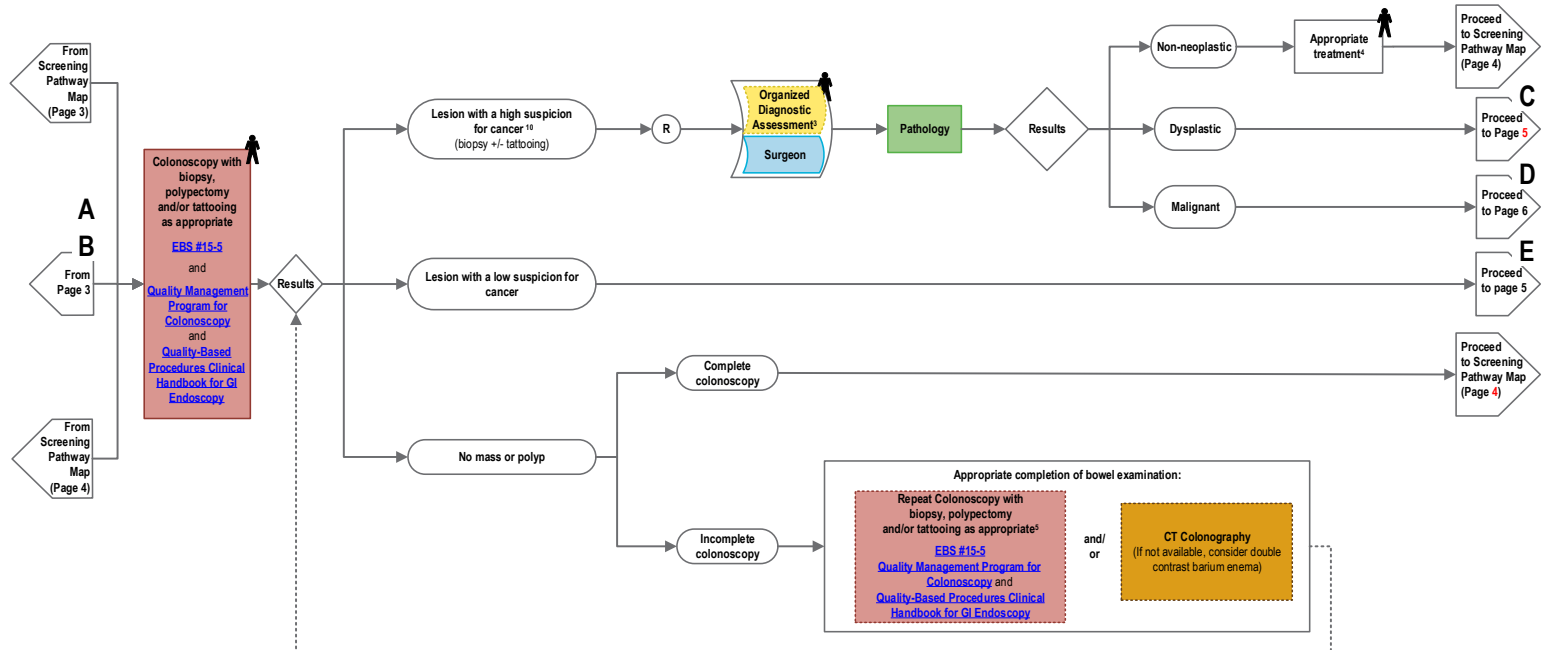 From
Screening
Pathway
Map
(Page 3)
A
B
From
Page 3
From
Screening
Pathway
Map
(Page 4)
Colonoscopy with
biopsy,
polypectomy
and/or tattooing
as appropriate
EBS #15-5
and
Quality Management
Program for
Colonoscopy
and
Quality-Based
Procedures Clinical
Handbook for GI
Endoscopy
Results
Lesion with a high suspicion
for cancer 10
(biopsy +/- tattooing)
R
Organized
Diagnostic
Assessment3
Surgeon
Pathology
Results
Non-neoplastic
Appropriate
treatment4
Proceed
to Screening
Pathway Map
(Page 4)
Dysplastic
C
Proceed
to Page 5
Malignant
D
Proceed
to Page 6
Lesion with a low suspicion for
cancer
E
Proceed
to page 5
No mass or polyp
Complete
colonoscopy
Proceed
to Screening
Pathway Map
(Page 4)
Incomplete
colonoscopy
Appropriate completion of bowel examination:
Repeat Colonoscopy with
biopsy, polypectomy
and/or tattooing as appropriate5
EBS #15-5
Quality Management Program for
Colonoscopy and
Quality-Based Procedures Clinical
Handbook for GI Endoscopy
and/
or
CT Colonography
(If not available, consider double
contrast barium enema)